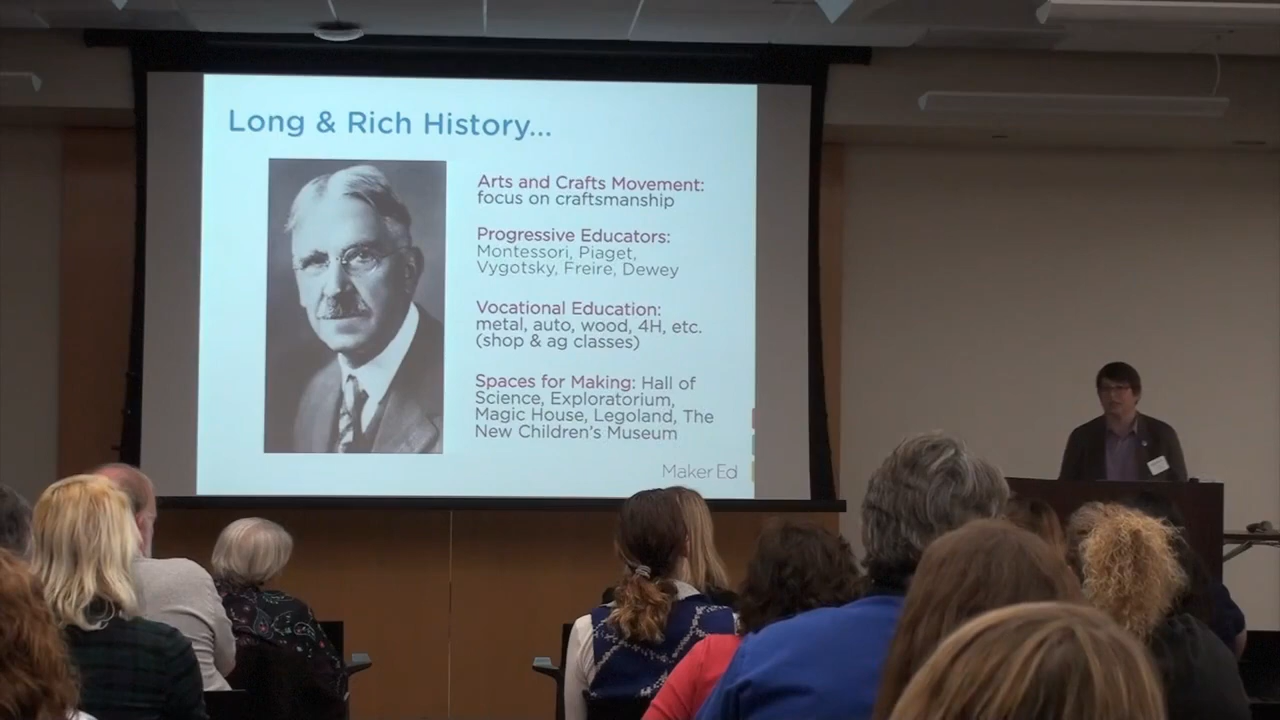 Long & Rich History...
Arts and Crafts Movement:
focus on craftsmanship
Progressive Educators:
Montessori, Piaget,
Vygotsky, Freire, Dewey
Vocational Education:
metal, auto, wood, 4H, etc.
(shop & ag classes)
Spaces for Making: Hall of
Science, Exploratorium,
Magic House, Legoland, The
New Children's Museum
Maker Ed